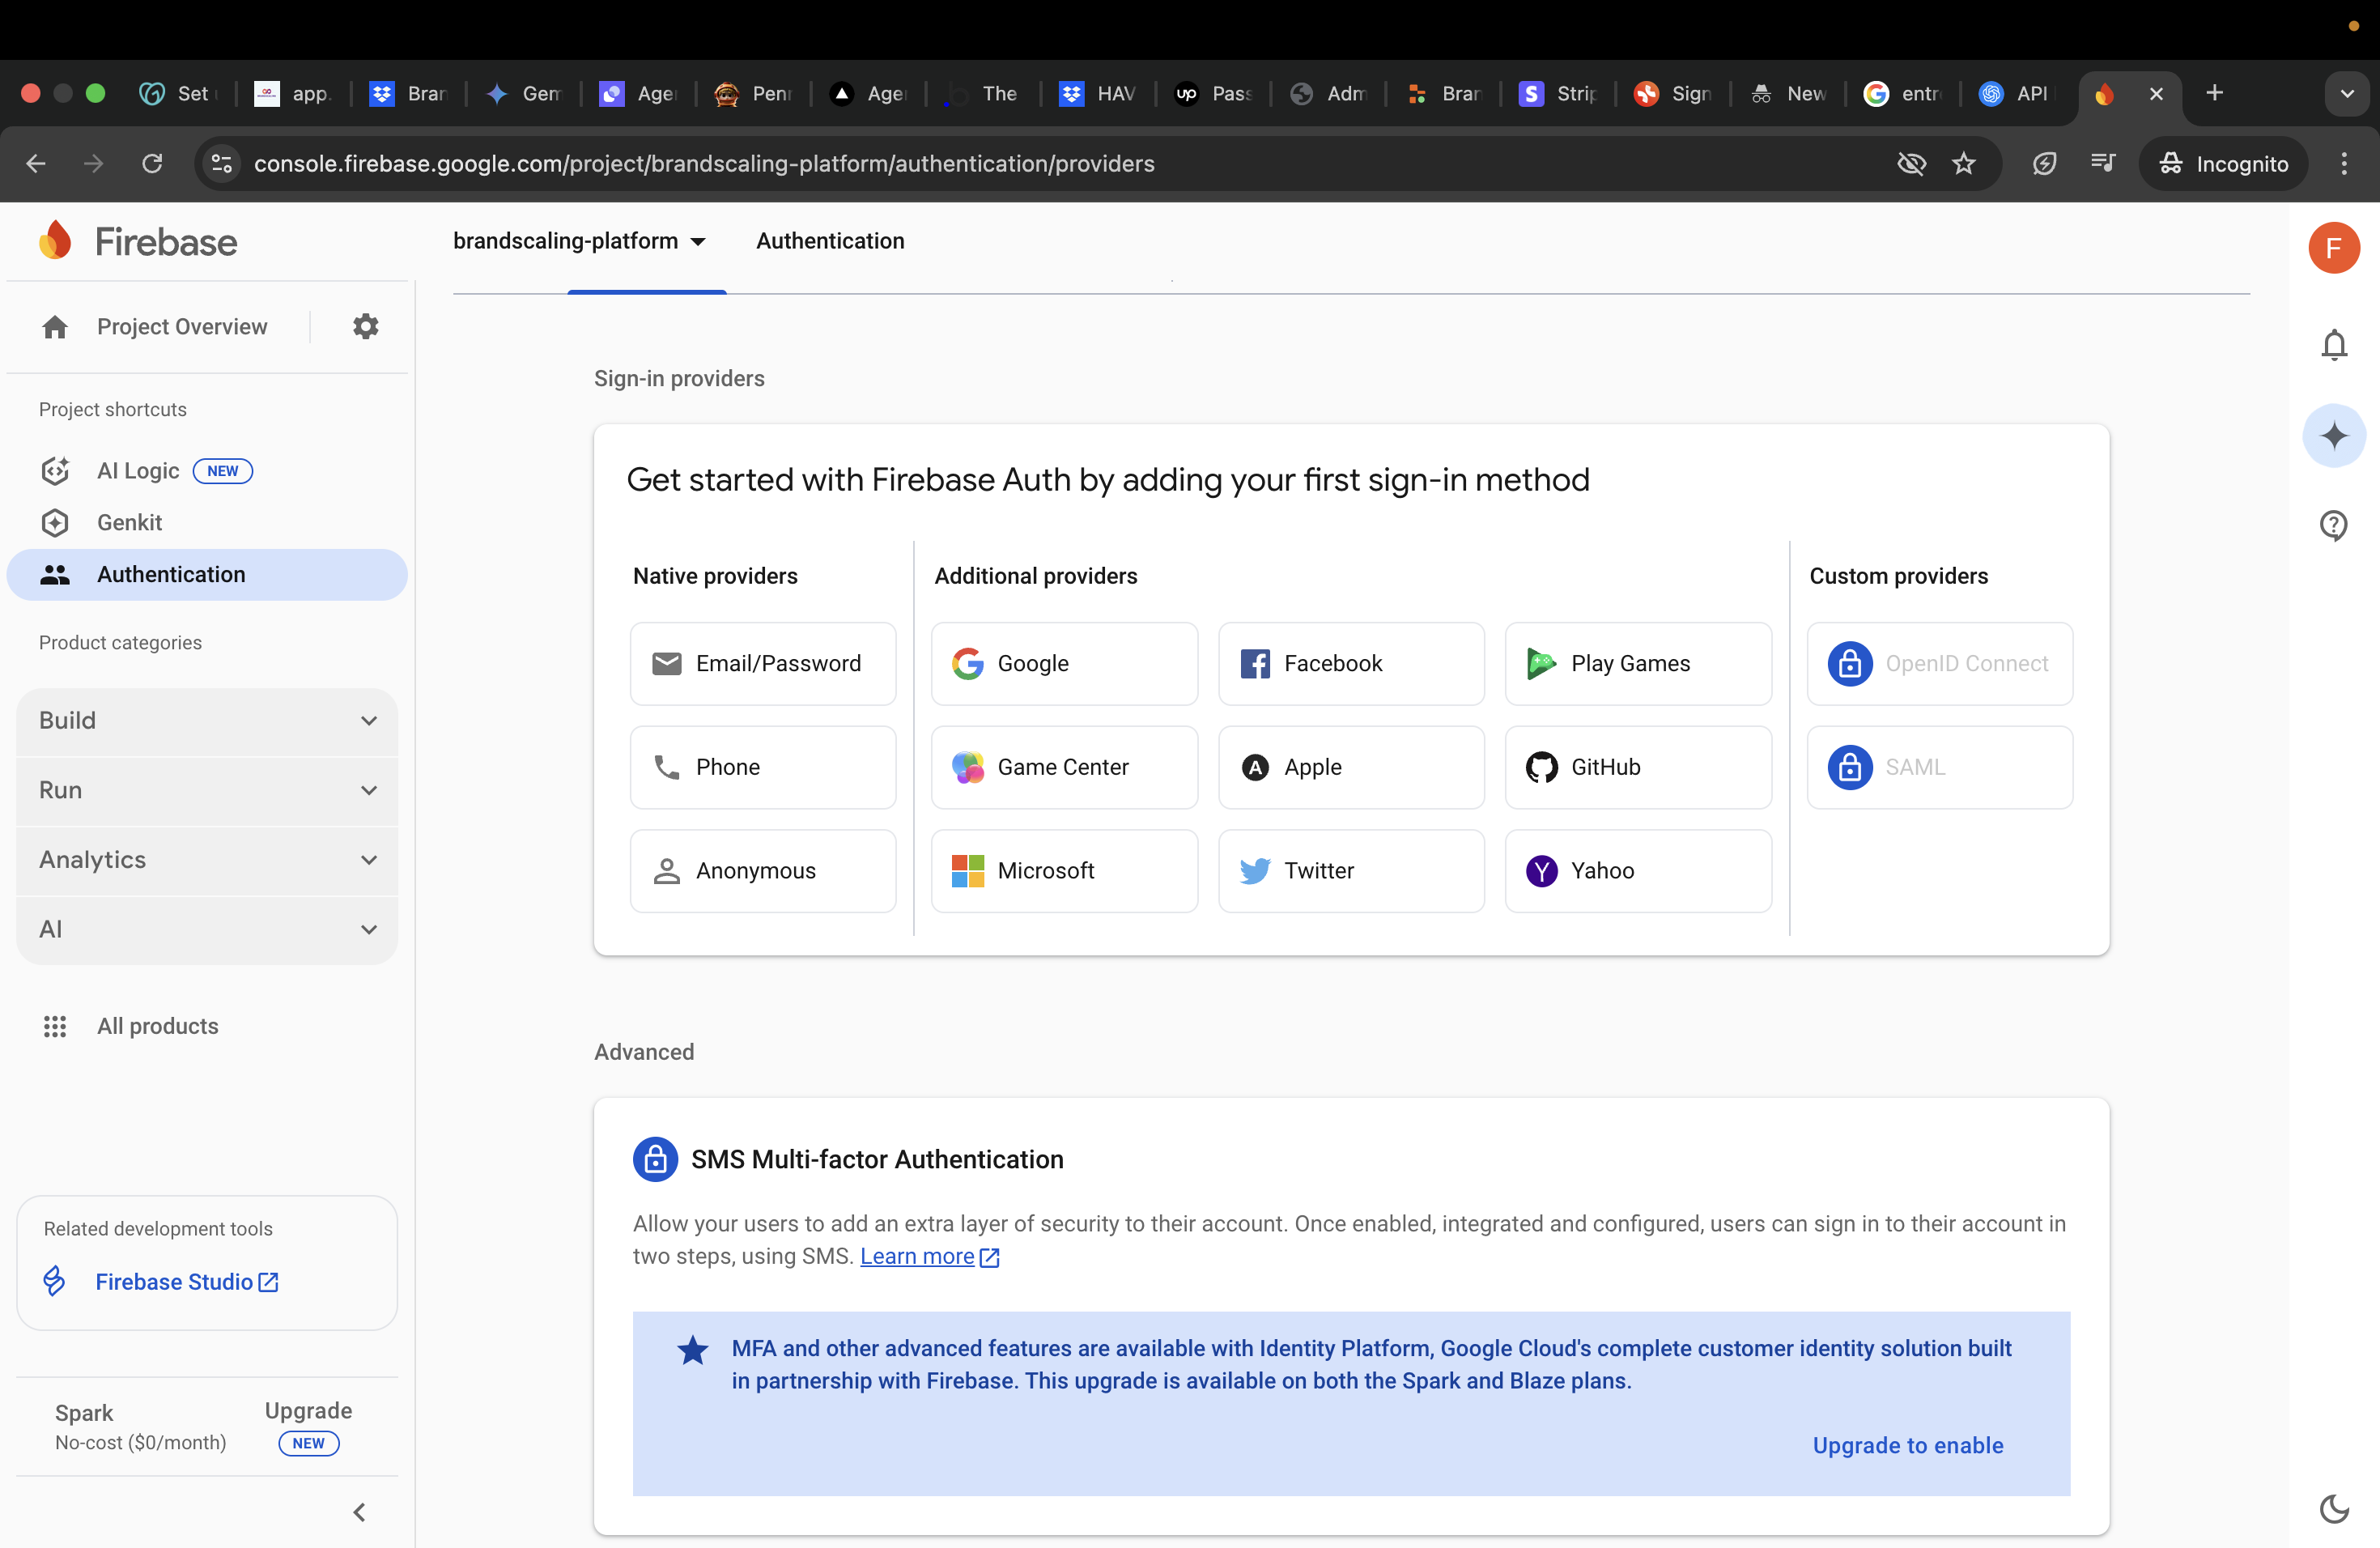 Set
app.
Bran
Gem
Age
Penn
Age
The
HAV
up
Pass
Adm
Bran
S
Strip
Sign
New
entr
API
console.firebase.google.com/project/brandscaling-platform/authentication/providers
Incognito
Firebase
brandscaling-platform
Authentication
F
Project Overview
Project shortcuts
AI Logic NEW
Genkit
Authentication
Product categories
Build
Run
Analytics
AI
All products
Related development tools
Firebase Studio
Spark
No-cost ($0/month)
Upgrade
NEW
Sign-in providers
Get started with Firebase Auth by adding your first sign-in method
Native providers
Email/Password
Phone
Anonymous
Additional providers
Google
Facebook
Play Games
Game Center
Apple
GitHub
Microsoft
Twitter
Yahoo
Custom providers
OpenID Connect
SAML
Advanced
SMS Multi-factor Authentication
Allow your users to add an extra layer of security to their account. Once enabled, integrated and configured, users can sign in to their account in
two steps, using SMS. Learn more
MFA and other advanced features are available with Identity Platform, Google Cloud's complete customer identity solution built
in partnership with Firebase. This upgrade is available on both the Spark and Blaze plans.
Upgrade to enable